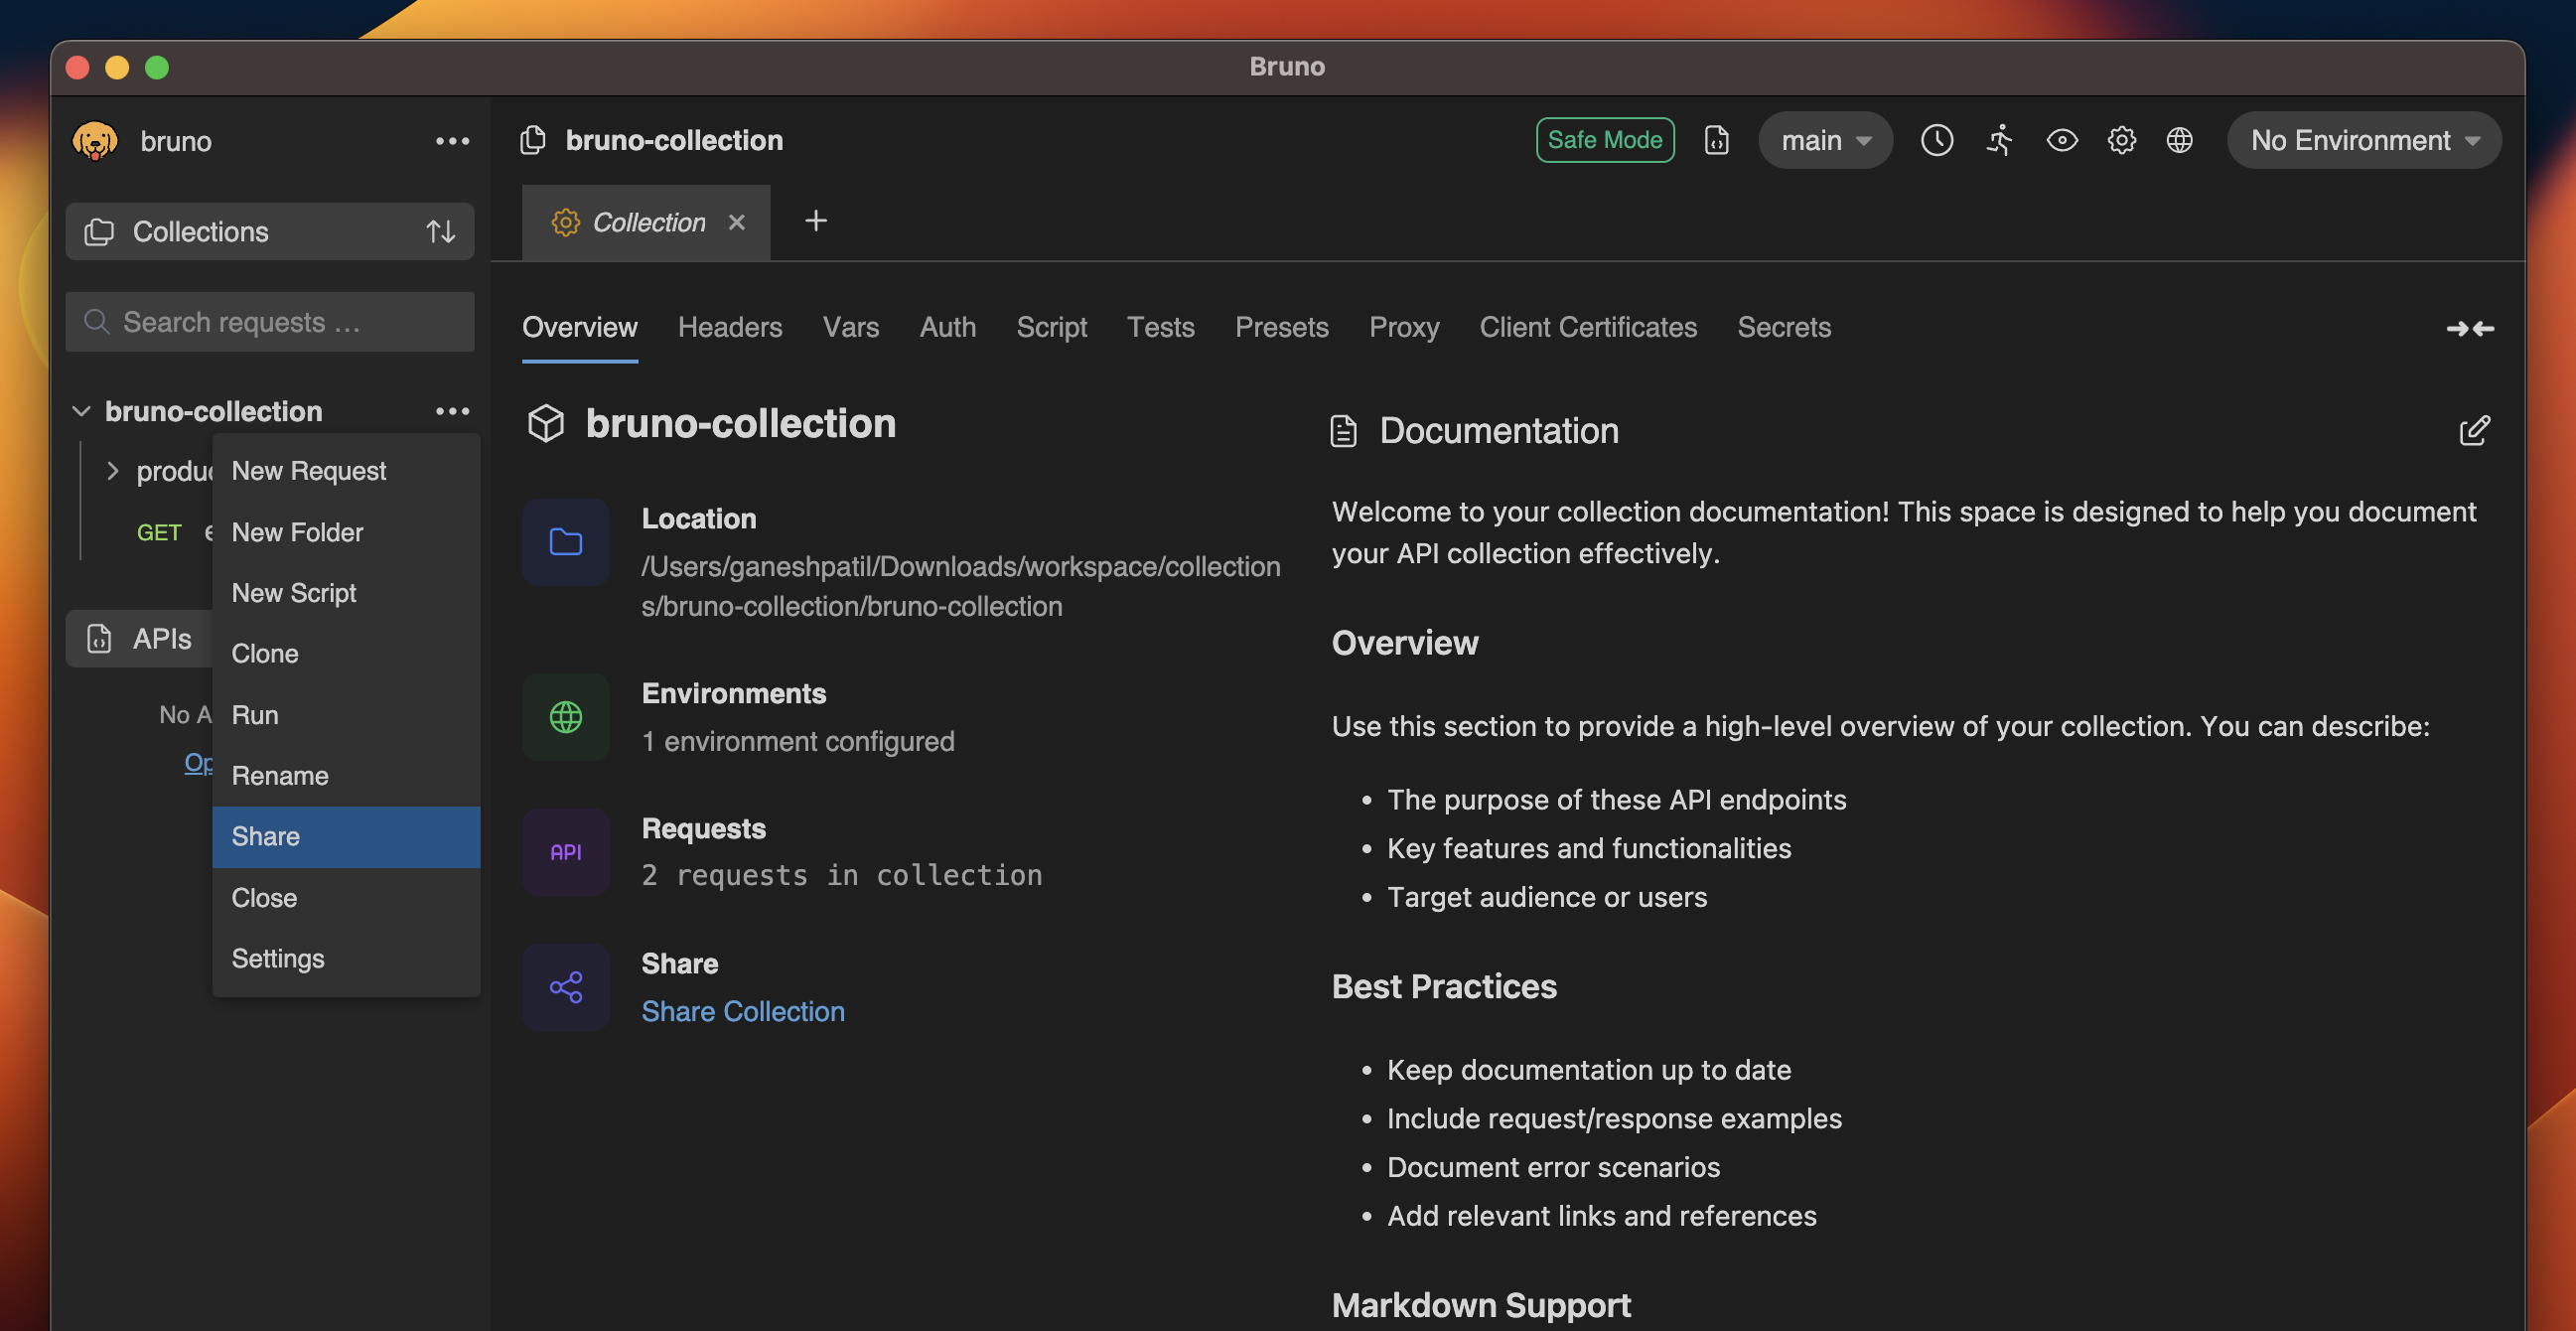 Bruno
bruno
bruno-collection
Safe Mode
main
No Environment
Collections
Collection
Search requests …
Overview
Headers
Vars
Auth
Script
Tests
Presets
Proxy
Client Certificates
Secrets
bruno-collection
GET
APIs
No A
Op
New Request
New Folder
New Script
Clone
Run
Rename
Share
Close
Settings
bruno-collection
Location
/Users/ganeshpatil/Downloads/workspace/collection
s/bruno-collection/bruno-collection
Environments
1 environment configured
API
Requests
2 requests in collection
Share
Share Collection
Documentation
Welcome to your collection documentation! This space is designed to help you document
your API collection effectively.
Overview
Use this section to provide a high-level overview of your collection. You can describe:
• The purpose of these API endpoints
• Key features and functionalities
• Target audience or users
Best Practices
• Keep documentation up to date
• Include request/response examples
• Document error scenarios
• Add relevant links and references
Markdown Support